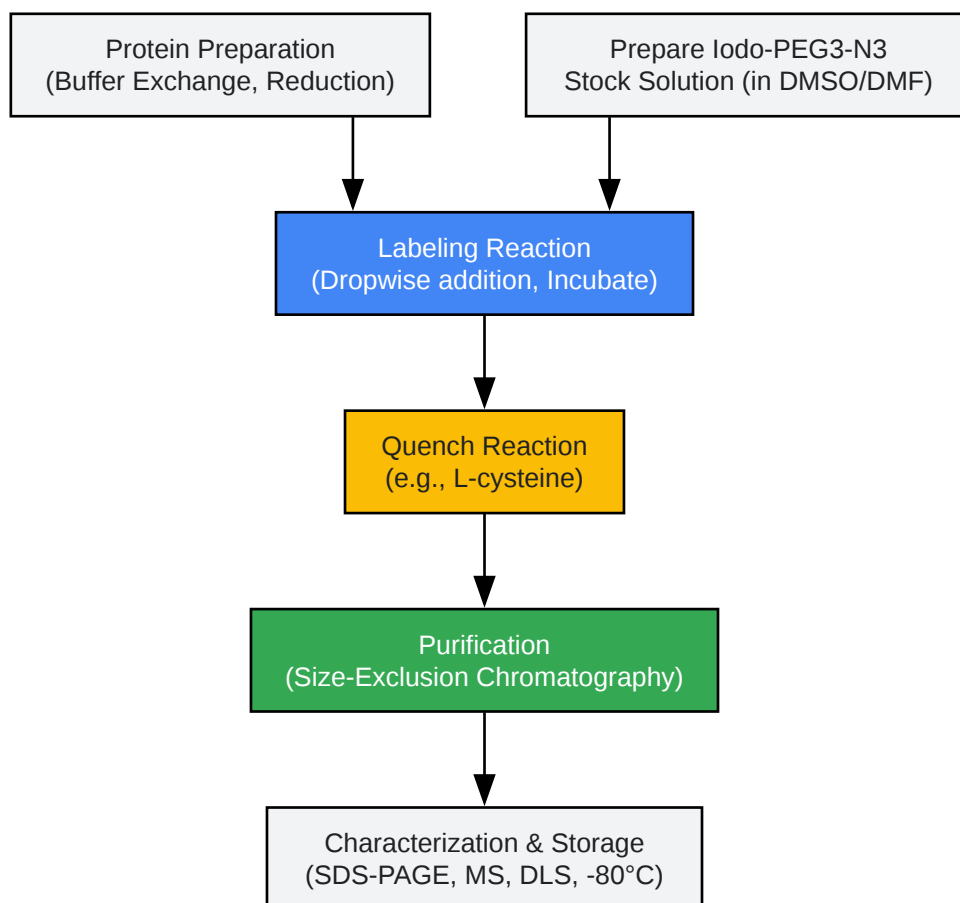 Protein Preparation
(Buffer Exchange, Reduction)
Prepare Iodo-PEG3-N3
Stock Solution (in DMSO/DMF)
Labeling Reaction
(Dropwise addition, Incubate)
Quench Reaction
(e.g., L-cysteine)
Purification
(Size-Exclusion Chromatography)
Characterization & Storage
(SDS-PAGE, MS, DLS, -80°C)